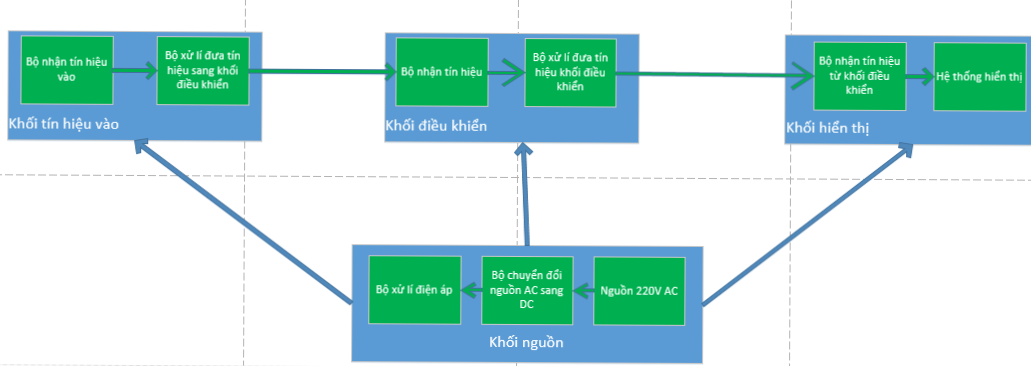 Bộ nhận tín hiệu
vào
Bộ xử lí đưa tín
hiệu sang khối
điều khiển
Khối tín hiệu vào
Bộ nhận tín hiệu
Bộ xử lí đưa tín
hiệu khối điều
khiển
Khối điều khiển
Bộ nhận tín hiệu
từ khối điều
khiển
Hệ thống hiển thị
Khối hiển thị
Bộ xử lí điện áp
Bộ chuyển đổi
nguồn AC sang
DC
Nguồn 220V AC
Khối nguồn